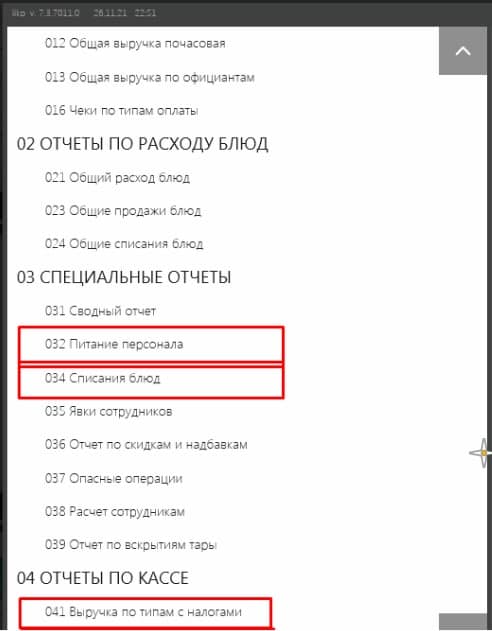 iiko v. 7.8.7011.0 26.11.21 22:51
012 Общая выручка почасовая
013 Общая выручка по официантам
016 Чеки по типам оплаты
02 ОТЧЕТЫ ПО РАСХОДУ БЛЮД
021 Общий расход блюд
023 Общие продажи блюд
024 Общие списания блюд
03 СПЕЦИАЛЬНЫЕ ОТЧЕТЫ
031 Сводный отчет
032 Питание персонала
034 Списания блюд
035 Явки сотрудников
036 Отчет по скидкам и надбавкам
037 Опасные операции
038 Расчет сотрудникам
039 Отчет по вскрытиям тары
04 ОТЧЕТЫ ПО КАССЕ
041 Выручка по типам с налогами